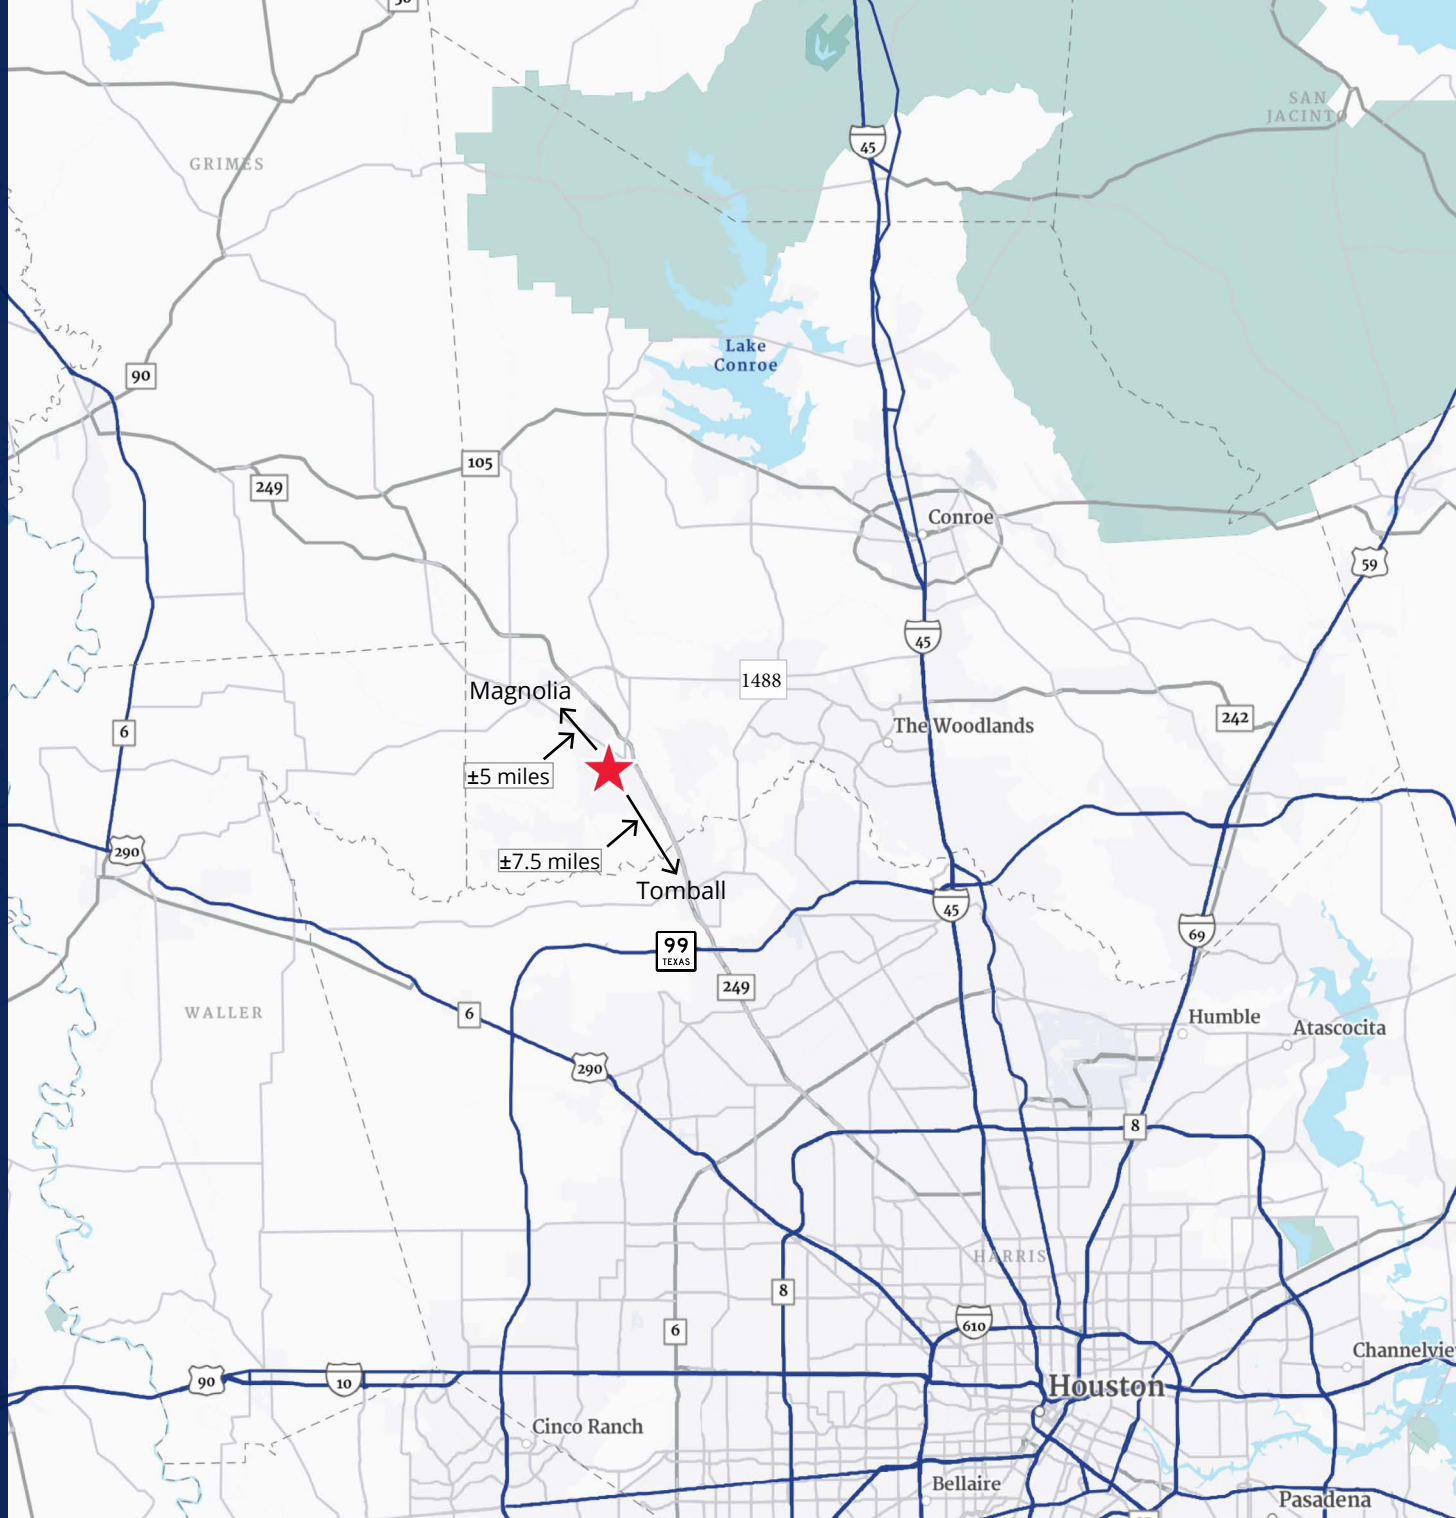 SAN
JACINTO
45
GRIMES
Lake
Conroe
90
105
249
Conroe
59
45
1488
Magnolia
242
The Woodlands
6
±5 miles
290
±7.5 miles
Tomball
45
69
99
TEXAS
249
WALLER
6
Humble
Atascocita
290
8
HARRIS
8
610
6
Channelvie
90
10
Houston
Cinco Ranch
Bellaire
Pasadena